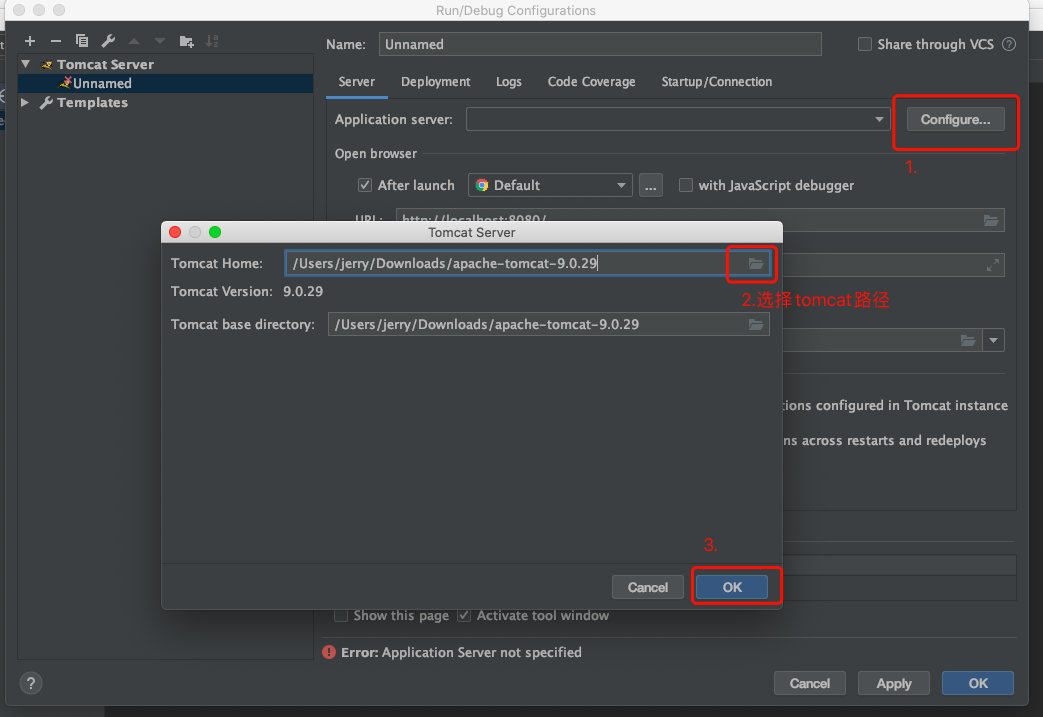 Run/Debug Configurations
Name: Unnamed Share through VCS ?
Tomcat Server
Unnamed
Templates
Server Deployment Logs Code Coverage Startup/Connection
Application server: Configure...
1.
Open browser
After launch Default ... with JavaScript debugger
URL: http://localhost:8080/
Tomcat Server
Tomcat Home: /Users/jerry/Downloads/apache-tomcat-9.0.29
Tomcat Version: 9.0.29
2.选择tomcat路径
Tomcat base directory: /Users/jerry/Downloads/apache-tomcat-9.0.29
ions configured in Tomcat instance
ns across restarts and redeploys
3.
Cancel OK
Show this page Activate tool window
Error: Application Server not specified
? Cancel Apply OK